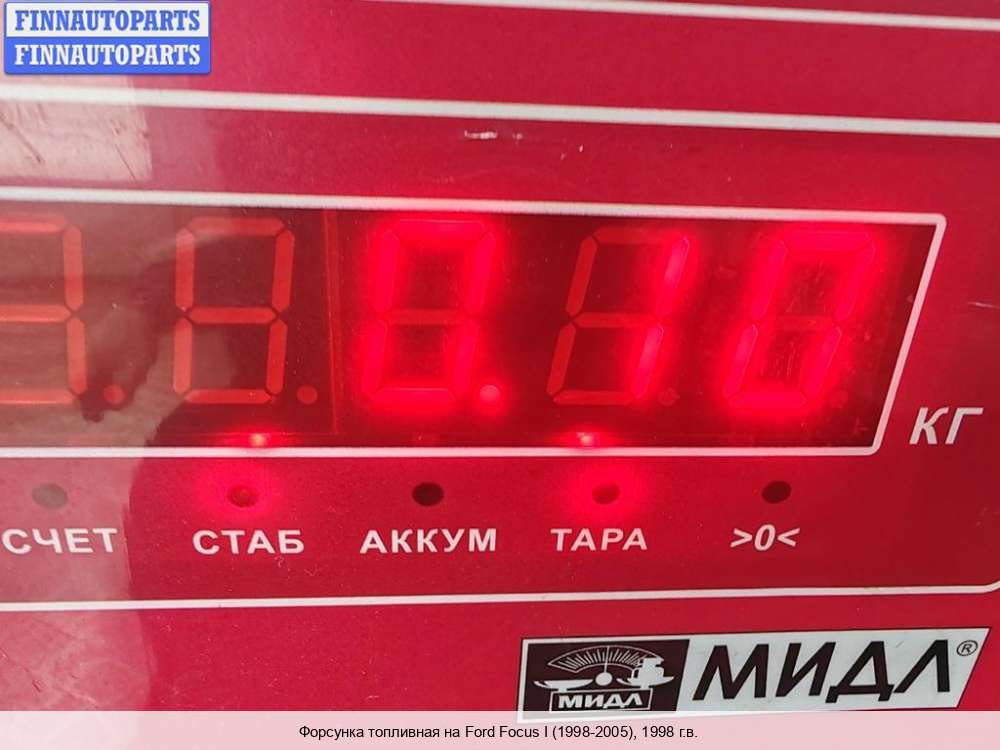 FINNAUTOPARTS
FINNAUTOPARTS
0.10
КГ
СЧЕТ СТАБ АККУМ ТАРА >0<
МИДЛ МИДЛ®
Форсунка топливная на Ford Focus I (1998-2005), 1998 г.в.